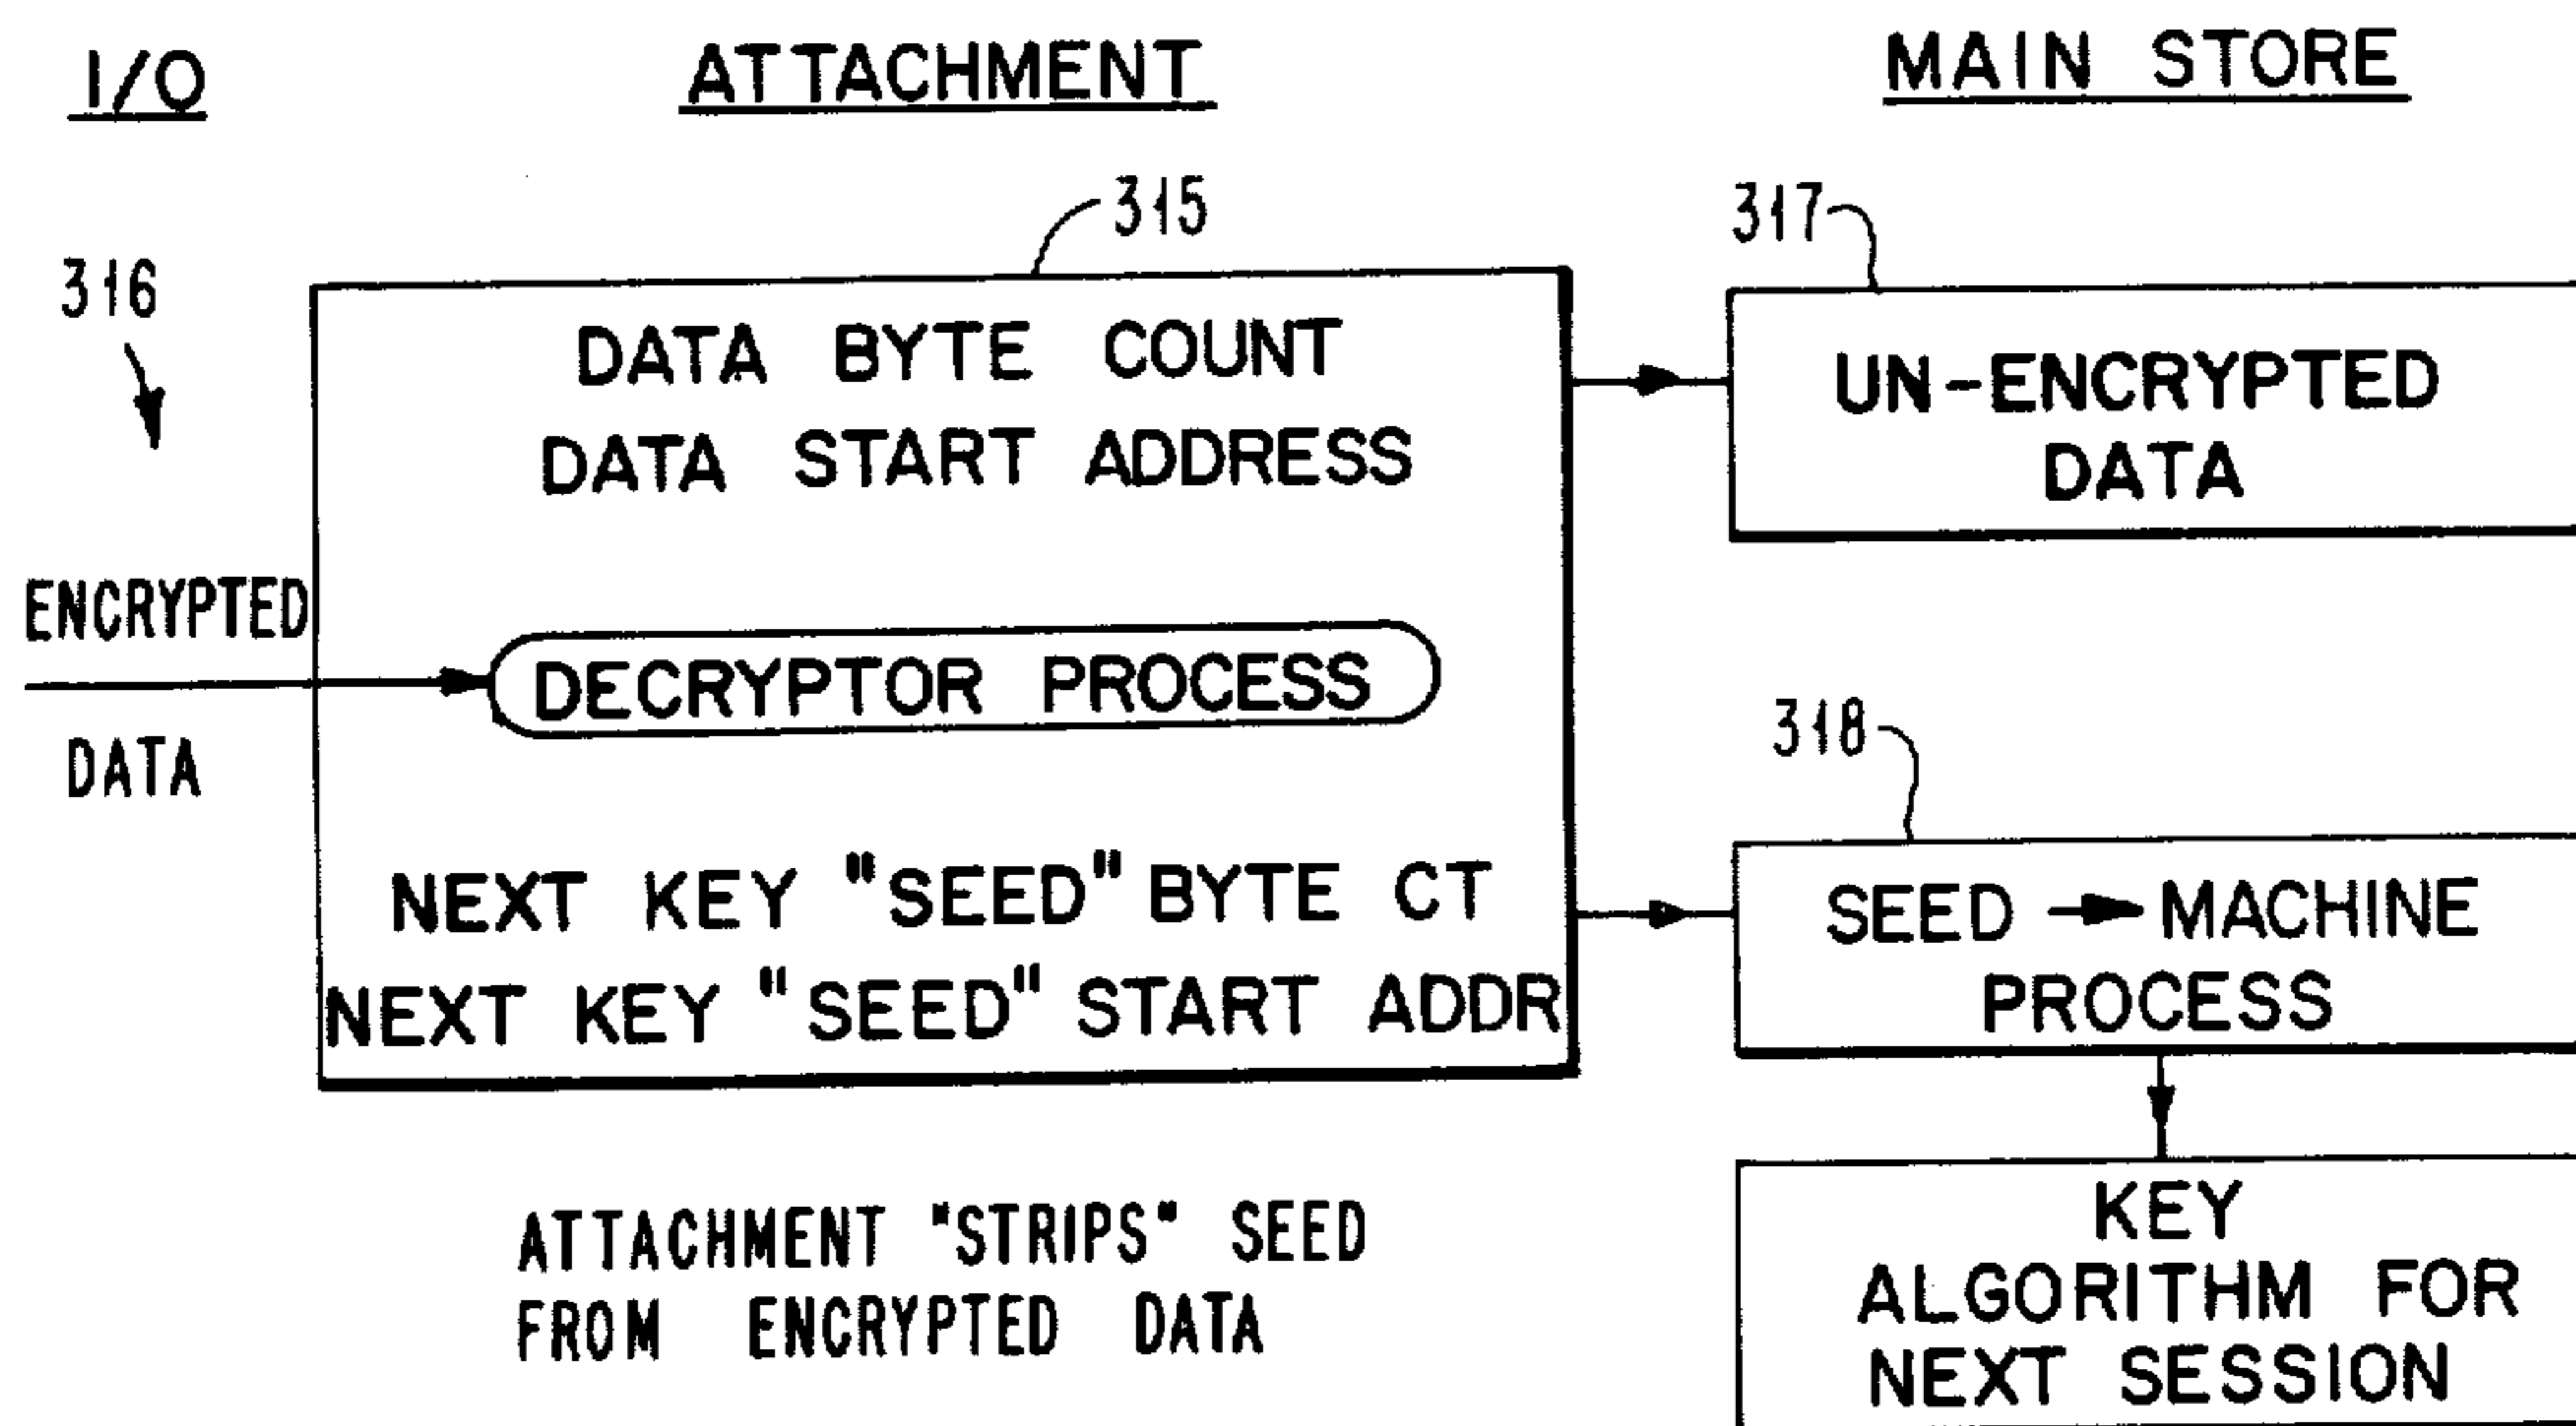 I/O
ATTACHMENT
MAIN STORE
316
315
DATA BYTE COUNT
DATA START ADDRESS
ENCRYPTED
DATA
DECRYPTOR PROCESS
NEXT KEY "SEED" BYTE CT
NEXT KEY "SEED" START ADDR
ATTACHMENT "STRIPS" SEED
FROM ENCRYPTED DATA
317
UN-ENCRYPTED
DATA
318
SEED → MACHINE
PROCESS
KEY
ALGORITHM FOR
NEXT SESSION